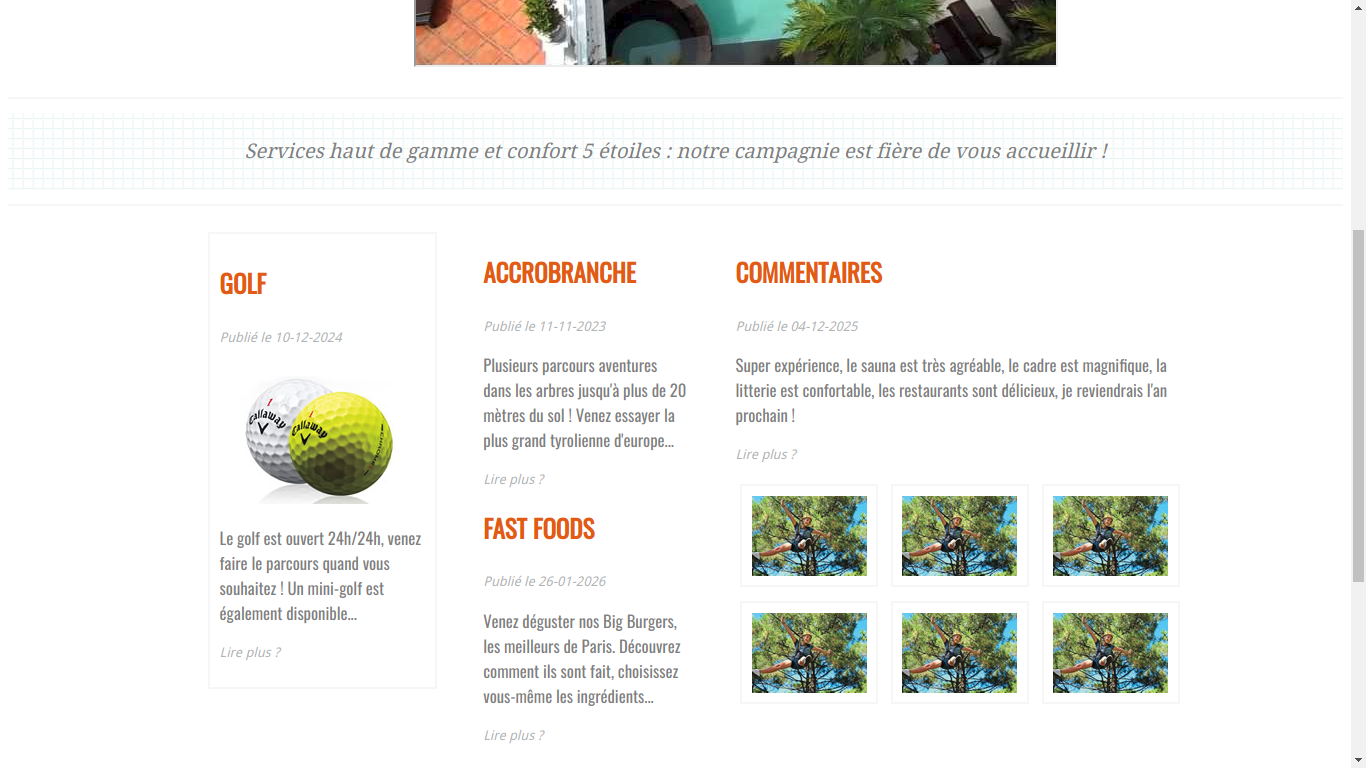 Services haut de gamme et confort 5 étoiles : notre campagnie est fière de vous accueillir !
GOLF
Publié le 10-12-2024
Callaway
Callaway
Le golf est ouvert 24h/24h, venez
faire le parcours quand vous
souhaitez ! Un mini-golf est
également disponible...
Lire plus ?
ACCROBRANCHE
Publié le 11-11-2023
Plusieurs parcours aventures
dans les arbres jusqu'à plus de 20
mètres du sol ! Venez essayer la
plus grand tyrolienne d'europe...
Lire plus ?
FAST FOODS
Publié le 26-01-2026
Venez déguster nos Big Burgers,
les meilleurs de Paris. Découvrez
comment ils sont fait, choisissez
vous-même les ingrédients...
Lire plus ?
COMMENTAIRES
Publié le 04-12-2025
Super expérience, le sauna est très agréable, le cadre est magnifique, la
litterie est confortable, les restaurants sont délicieux, je reviendrais l'an
prochain !
Lire plus ?